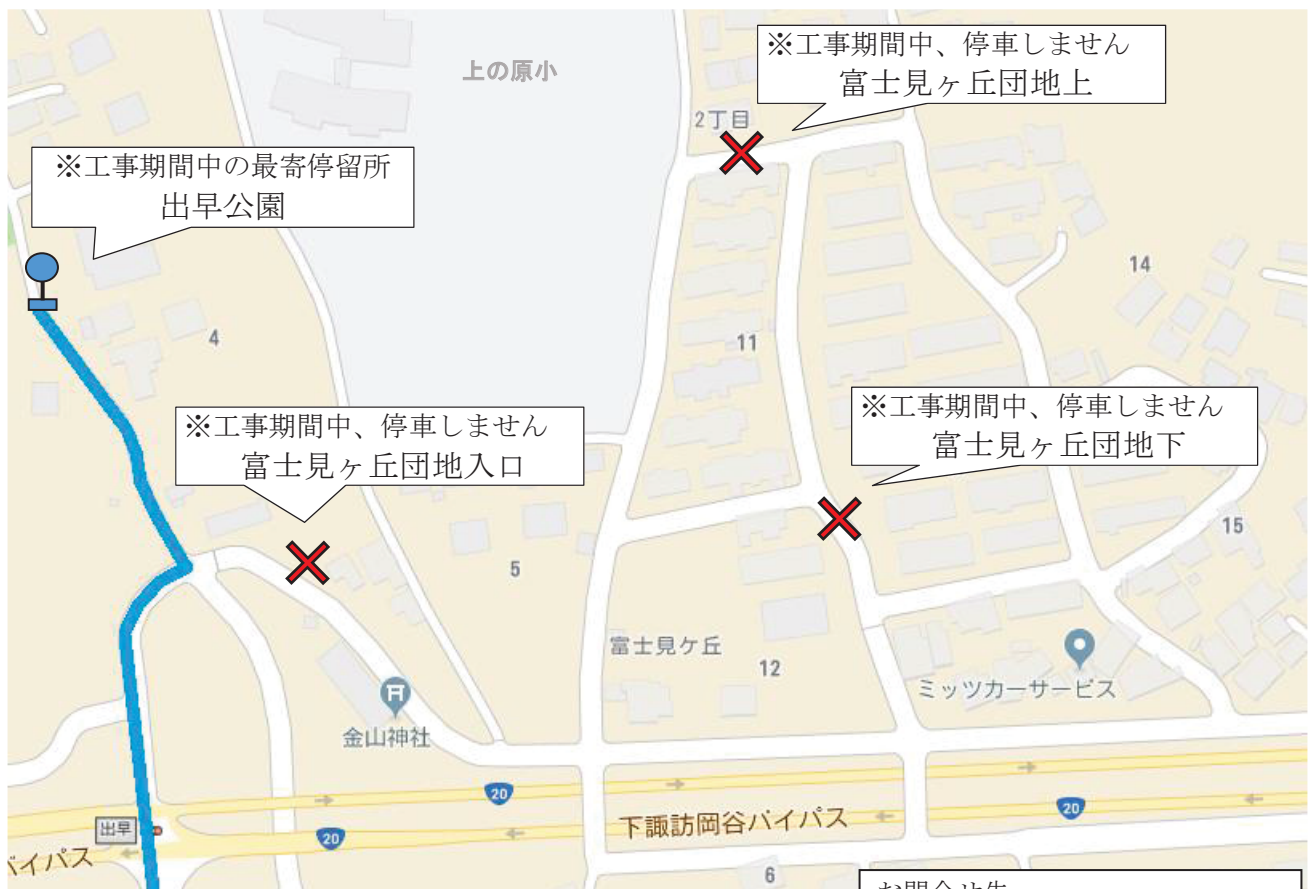 ※工事期間中、停車しません
富士見ヶ丘団地上
上の原小
2丁目
※工事期間中の最寄停留所
出早公園
14
4
11
※工事期間中、停車しません
富士見ヶ丘団地入口
※工事期間中、停車しません
富士見ヶ丘団地下
15
5
富士見ケ丘
12
ミッツカーサービス
金山神社
20
20
下諏訪岡谷バイパス
出早
20
バイパス
6